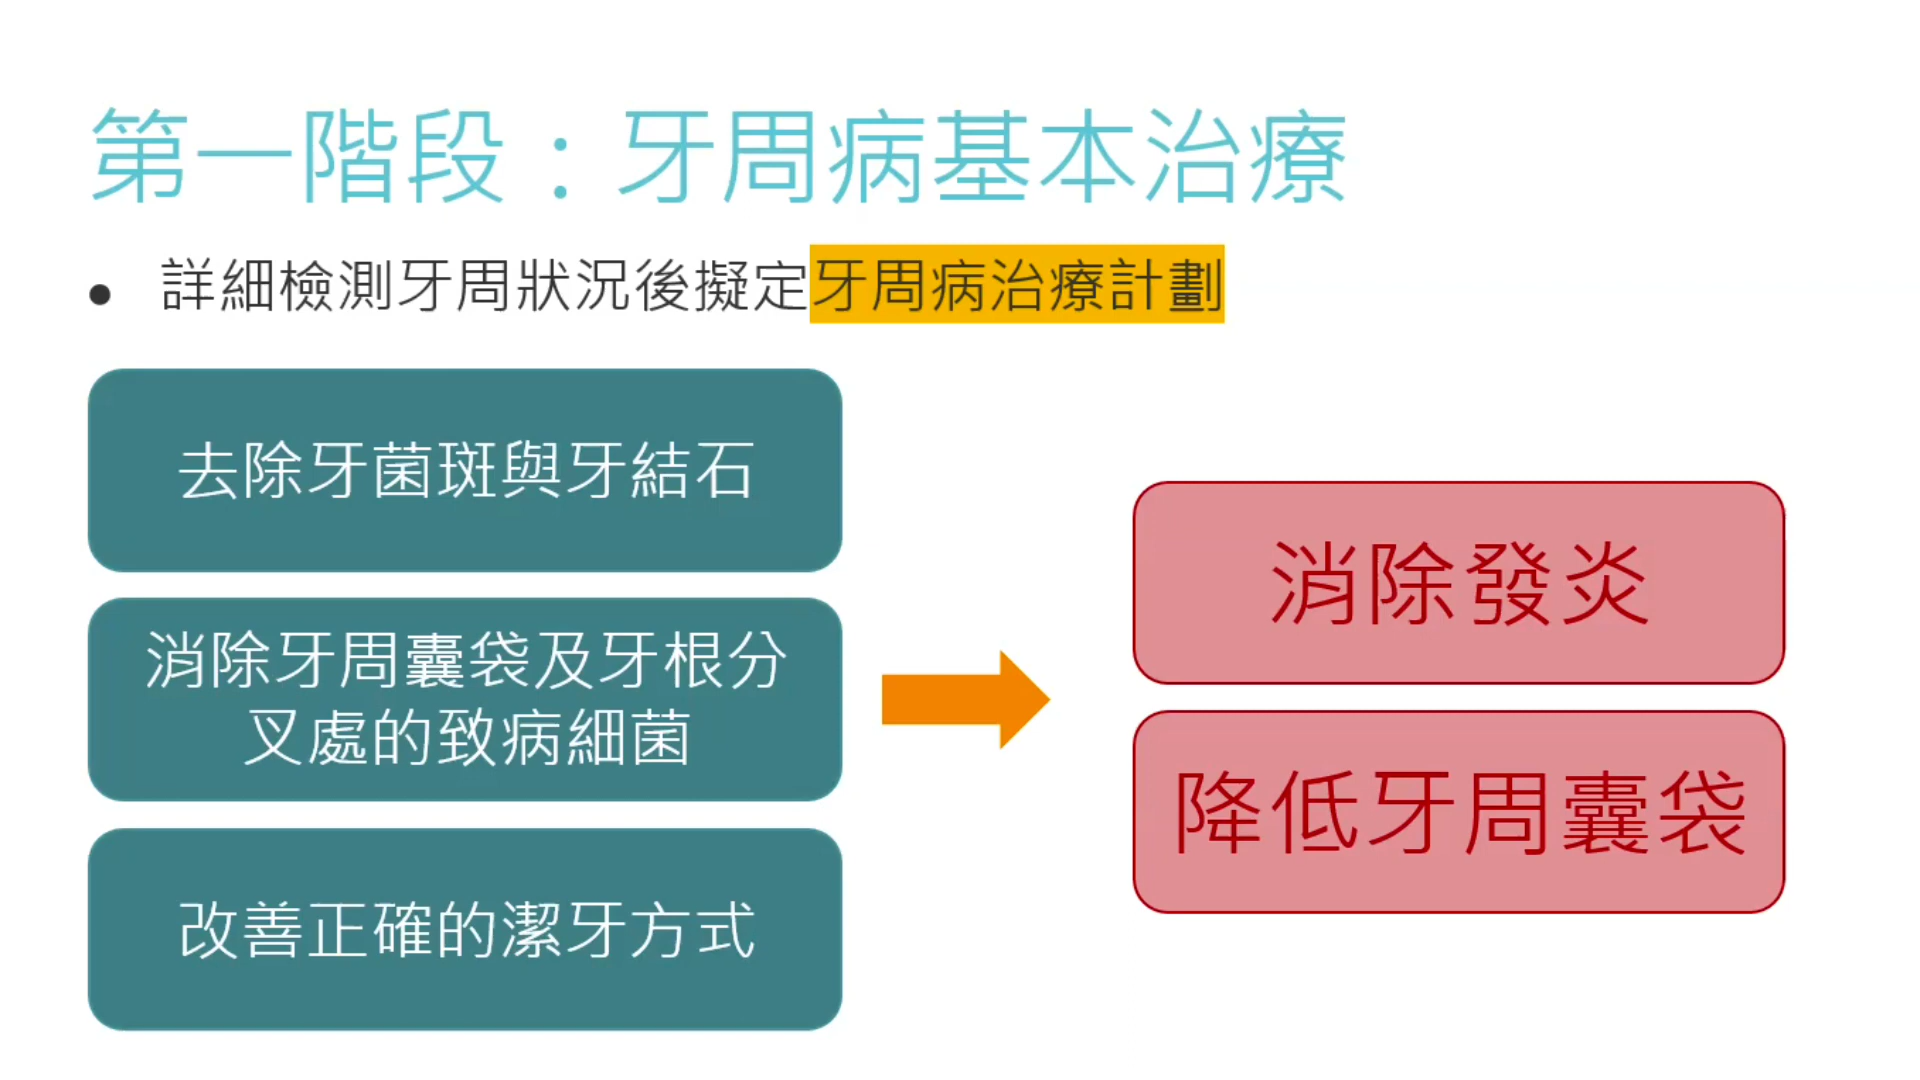 第一階段：牙周病基本治療
● 詳細檢測牙周狀況後擬定牙周病治療計劃
去除牙菌斑與牙結石
消除牙周囊袋及牙根分
叉處的致病細菌
改善正確的潔牙方式
消除發炎
降低牙周囊袋